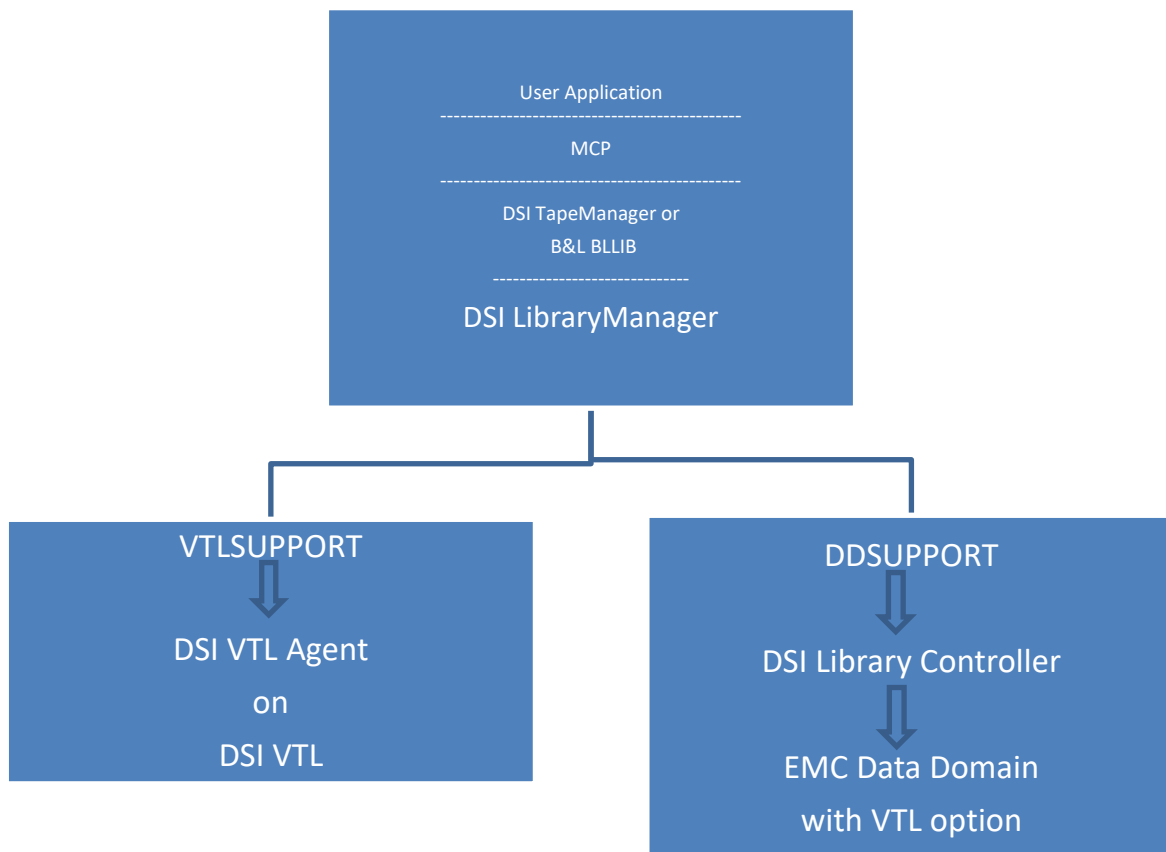 User Application
---------------------------------------------
MCP
---------------------------------------------
DSI TapeManager or
B&L BLLIB
-----------------------------
DSI LibraryManager
VTLSUPPORT
DSI VTL Agent
on
DSI VTL
DDSUPPORT
DSI Library Controller
EMC Data Domain
with VTL option